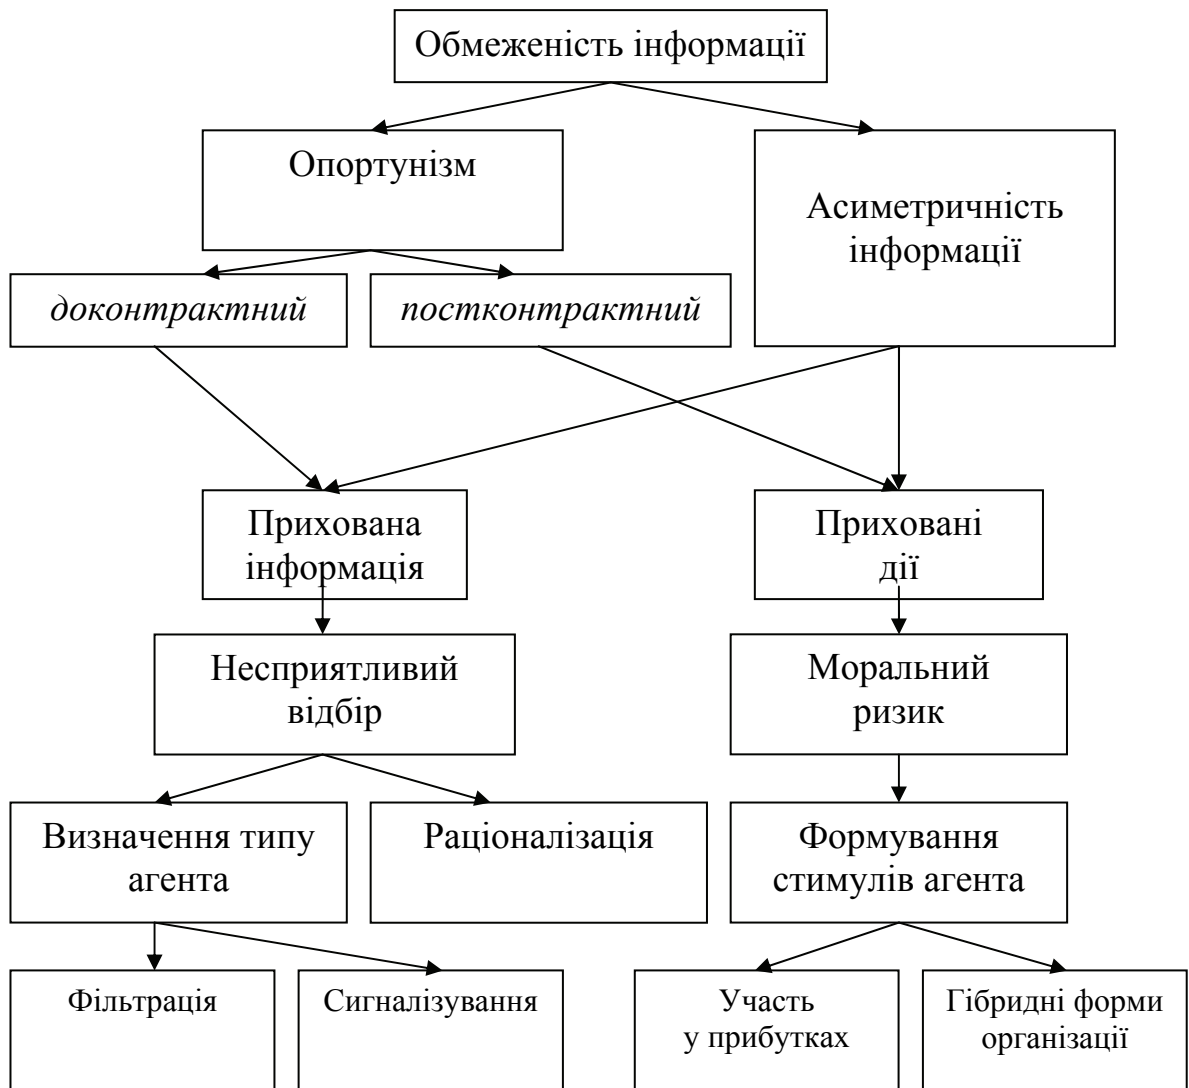 Обмеженість інформації
Опортунізм
Асиметричність
інформації
доконтрактний
постконтрактний
Прихована
інформація
Приховані
дії
Несприятливий
відбір
Моральний
ризик
Визначення типу
агента
Раціоналізація
Формування
стимулів агента
Фільтрація
Сигналізування
Участь
у прибутках
Гібридні форми
організації